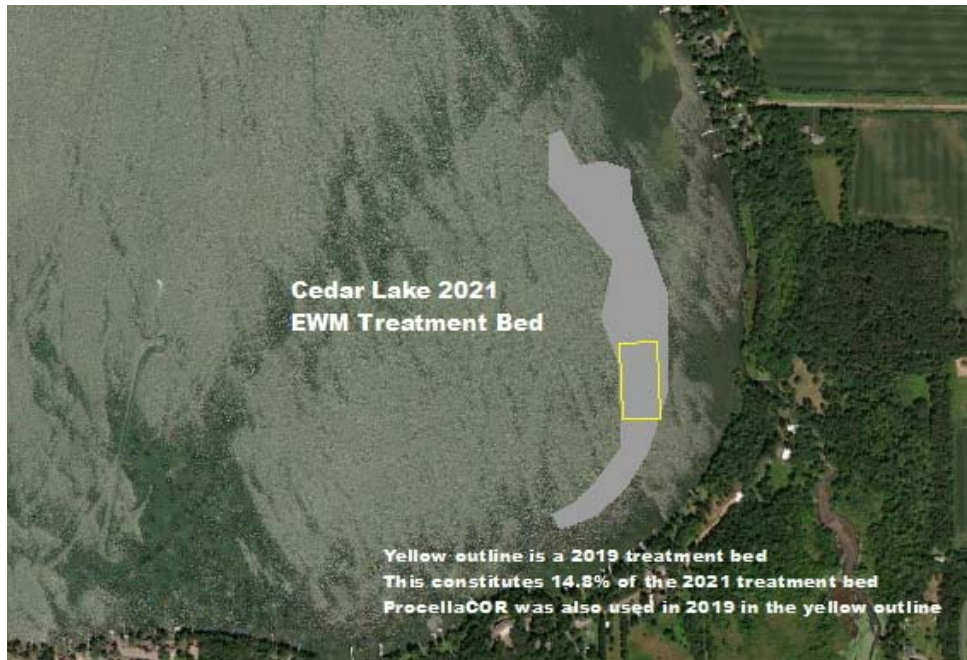 Cedar Lake 2021
EWM Treatment Bed
Yellow outline is a 2019 treatment bed
This constitutes 14.8% of the 2021 treatment bed
ProcellaCOR was also used in 2019 in the yellow outline